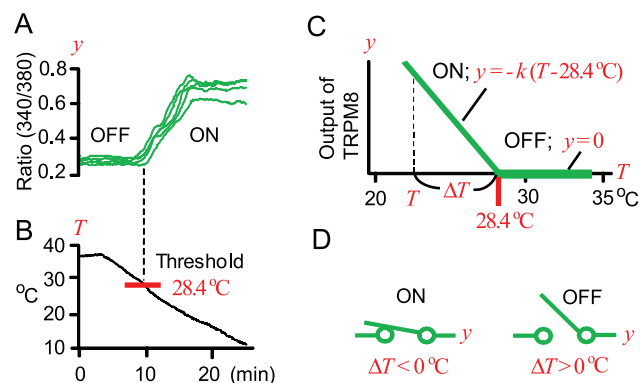 A
y
Ratio (340/380)
0.8
0.6
0.4
0.2
OFF
ON
B
T
°C
40
30
20
10
Threshold
28.4°C
0
10
20
(min)
C
y
Output of
TRPM8
ON; y=-k(T-28.4°C)
OFF; y=0
T
ΔT
20
T
28.4°C
30
35
°C
D
ON
y
ΔT<0°C
OFF
y
ΔT>0°C